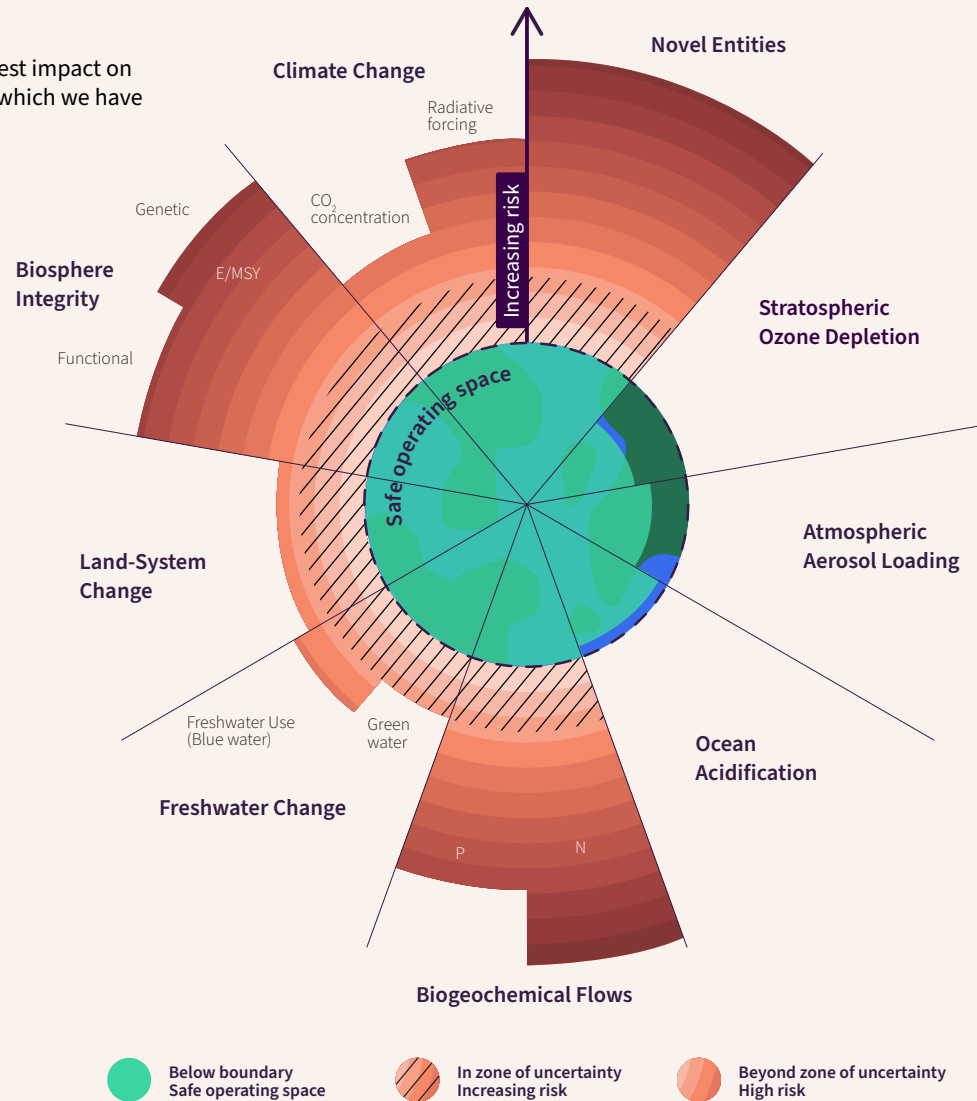 est impact on
which we have
Climate Change
Novel Entities
Radiative
forcing
Increasing risk
CO2
concentration
Genetic
E/MSY
Biosphere
Integrity
Functional
Stratospheric
Ozone Depletion
Safe operating space
Atmospheric
Aerosol Loading
Land-System
Change
Freshwater Use
(Blue water)
Green
water
Ocean
Acidification
Freshwater Change
P
N
Biogeochemical Flows
Below boundary
Safe operating space
In zone of uncertainty
Increasing risk
Beyond zone of uncertainty
High risk